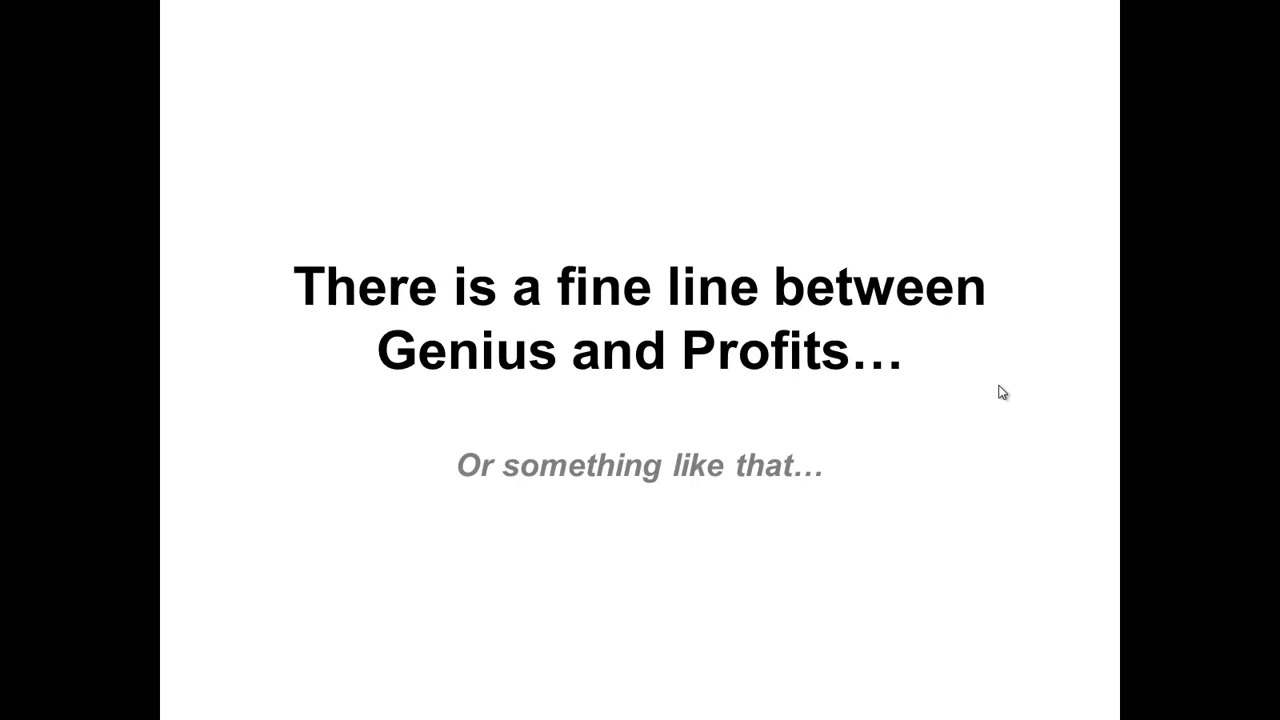 There is a fine line between
Genius and Profits…
Or something like that…